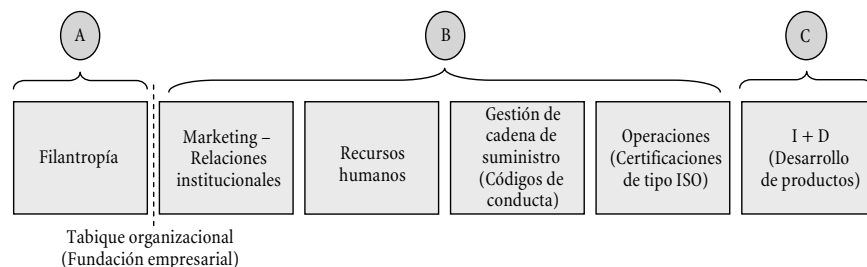 A
B
C
Filantropía
Marketing –
Relaciones
institucionales
Recursos
humanos
Gestión de
cadena de
suministro
(Códigos de
conducta)
Operaciones
(Certificaciones
de tipo ISO)
I + D
(Desarrollo
de productos)
Tabique organizacional
(Fundación empresarial)